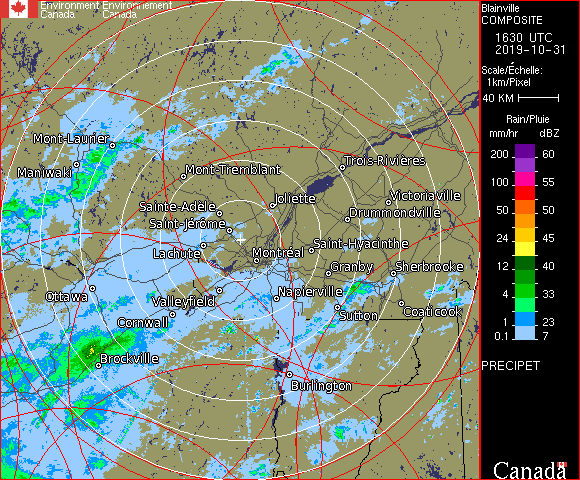 Environment Environnement
Canada Canada
Blainville
COMPOSITE
1630 UTC
2019-10-31
Scale/Échelle:
1km/Pixel
40 KM
Rain/Pluie
mm/hr dBZ
200 60
100 55
50 50
24 45
12 40
4 33
1 23
0.1 7
PRECIPET
Canada
Mont-Laurier
Maniwaki
Mont-Tremblant
Trois-Rivières
Sainte-Adèle
Joliette
Victoriaville
Saint-Jérôme
Drummondville
Lachute
Montréal
Saint-Hyacinthe
Granby
Sherbrooke
Ottawa
Valleyfield
Napierville
Cornwall
Sutton
Coaticook
Brockville
Burlington